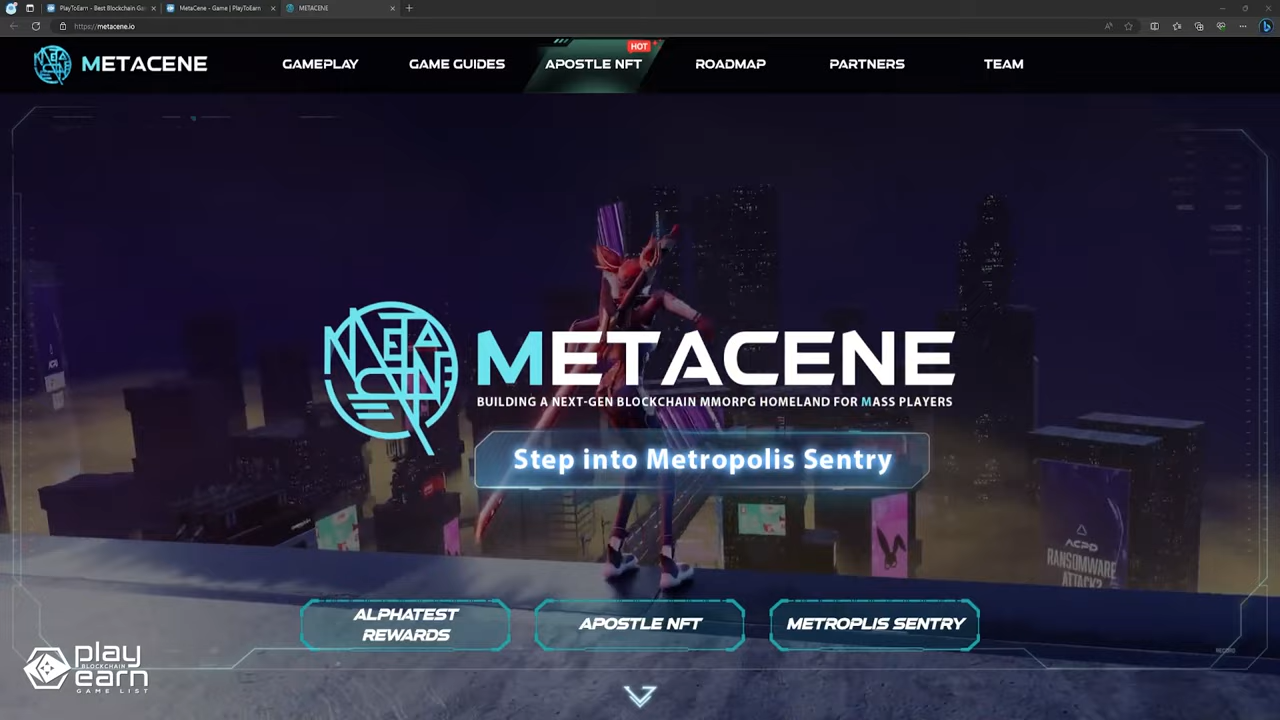 PlayToEarn - Best Blockchain Ga
MetaCene - Game | PlayToEarn
METACENE
https://metacene.io
METACENE
GAMEPLAY
GAME GUIDES
HOT
APOSTLE NFT
ROADMAP
PARTNERS
TEAM
METACENE
METACENE
BUILDING A NEXT-GEN BLOCKCHAIN MMORPG HOMELAND FOR MASS PLAYERS
Step into Metropolis Sentry
ACPD
RANSOMWARE
ATTACK?
ALPHATEST
REWARDS
APOSTLE NFT
METROPLIS SENTRY
play
BLOCKCHAIN
earn
GAME LIST